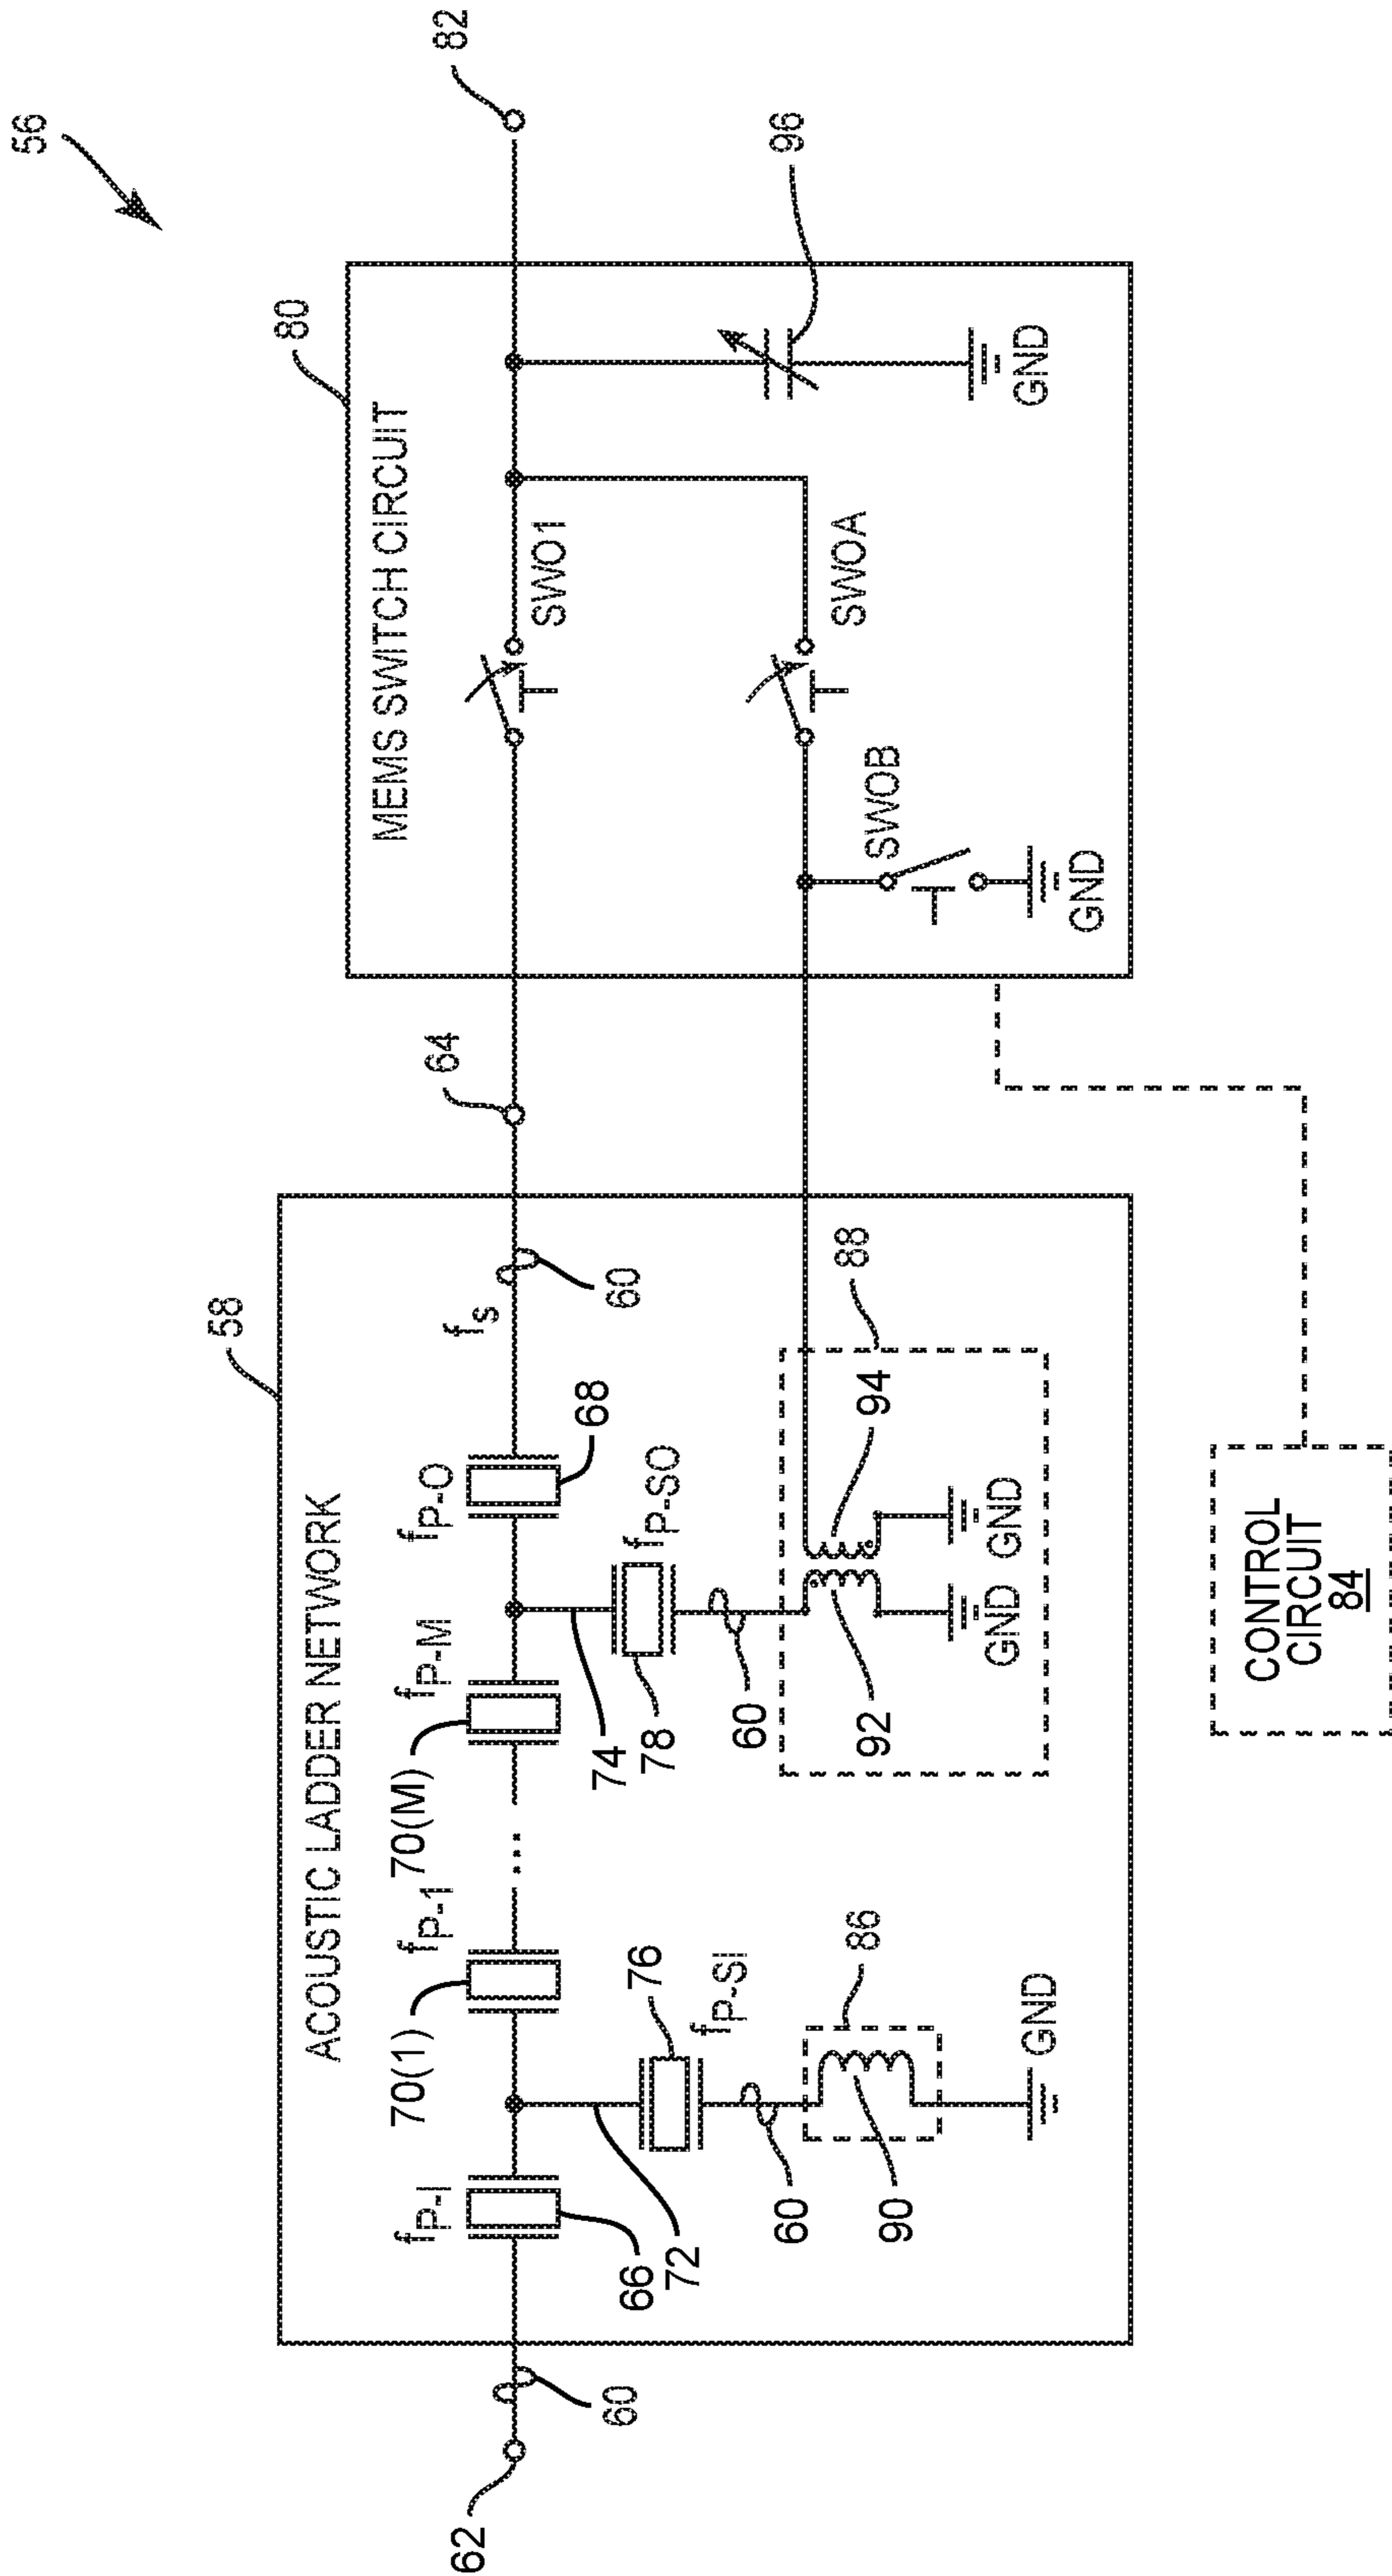 56
58
ACOUSTIC LADDER NETWORK
80
MEMS SWITCH CIRCUIT
62
60
fP-I
66
70(1)
fP-1
...
70(M)
fP-M
fP-O
68
fS
60
64
82
72
76
fP-SI
60
86
90
GND
74
78
fP-SO
60
88
92
94
GND
GND
SWO1
SWOA
SWOB
GND
96
GND
CONTROL
CIRCUIT
84